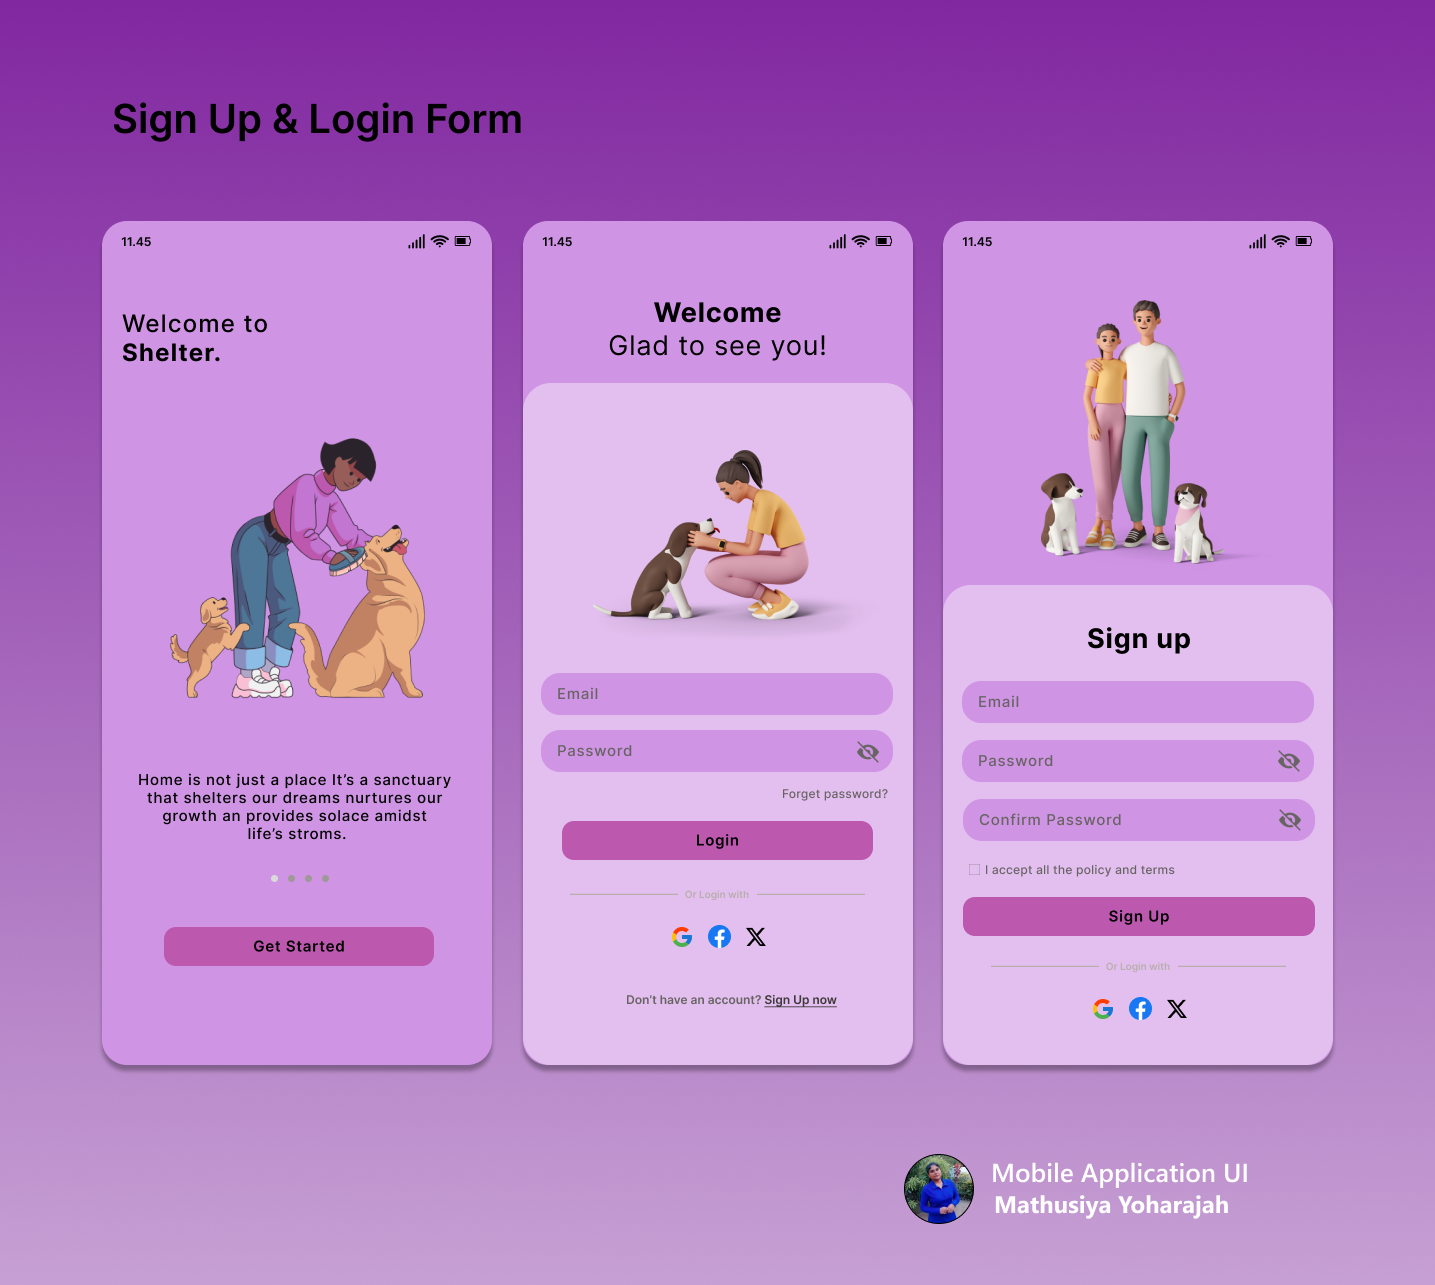 Sign Up & Login Form
11.45
Welcome to
Shelter.
Home is not just a place It’s a sanctuary
that shelters our dreams nurtures our
growth an provides solace amidst
life’s stroms.
Get Started
11.45
Welcome
Glad to see you!
Email
Password
Forget password?
Login
Or Login with
Don’t have an account? Sign Up now
11.45
Sign up
Email
Password
Confirm Password
I accept all the policy and terms
Sign Up
Or Login with
Mobile Application UI
Mathusiya Yoharajah